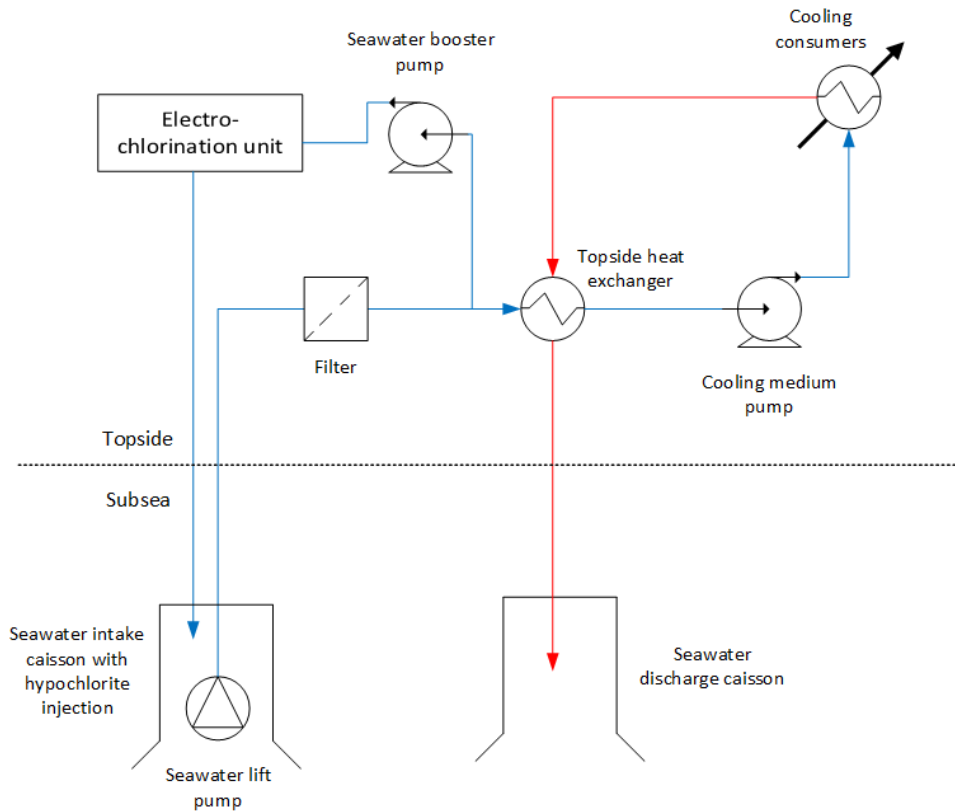 Seawater booster
pump
Cooling
consumers
Electro-
chlorination unit
Topside heat
exchanger
Filter
Cooling medium
pump
Topside
Subsea
Seawater intake
caisson with
hypochlorite
injection
Seawater
discharge caisson
Seawater lift
pump